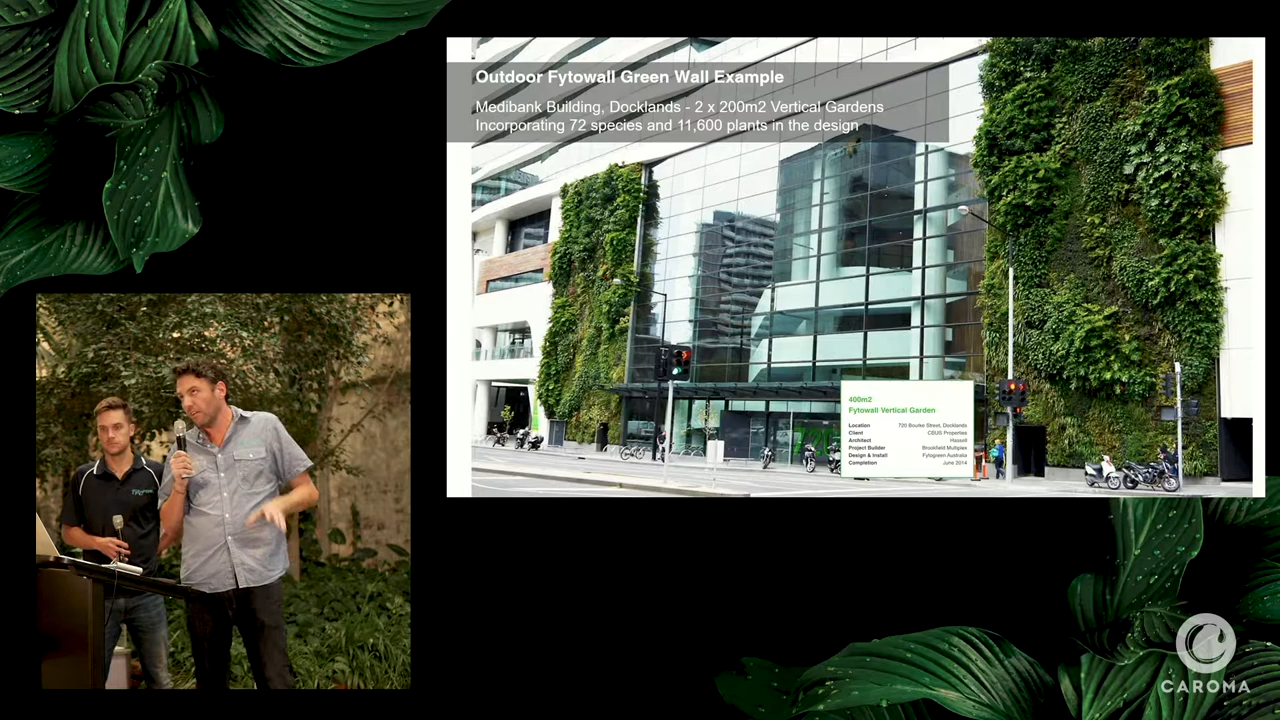 Outdoor Fytowall Green Wall Example
Medibank Building, Docklands - 2 x 200m2 Vertical Gardens
Incorporating 72 species and 11,600 plants in the design
400m2
Fytowall Vertical Garden
Location 720 Bourke Street, Docklands
Client CBUS Properties
Architect Hassell
Project Builder Brookfield Multiplex
Design & Install Fytogreen Australia
Completion June 2014
CAROMA